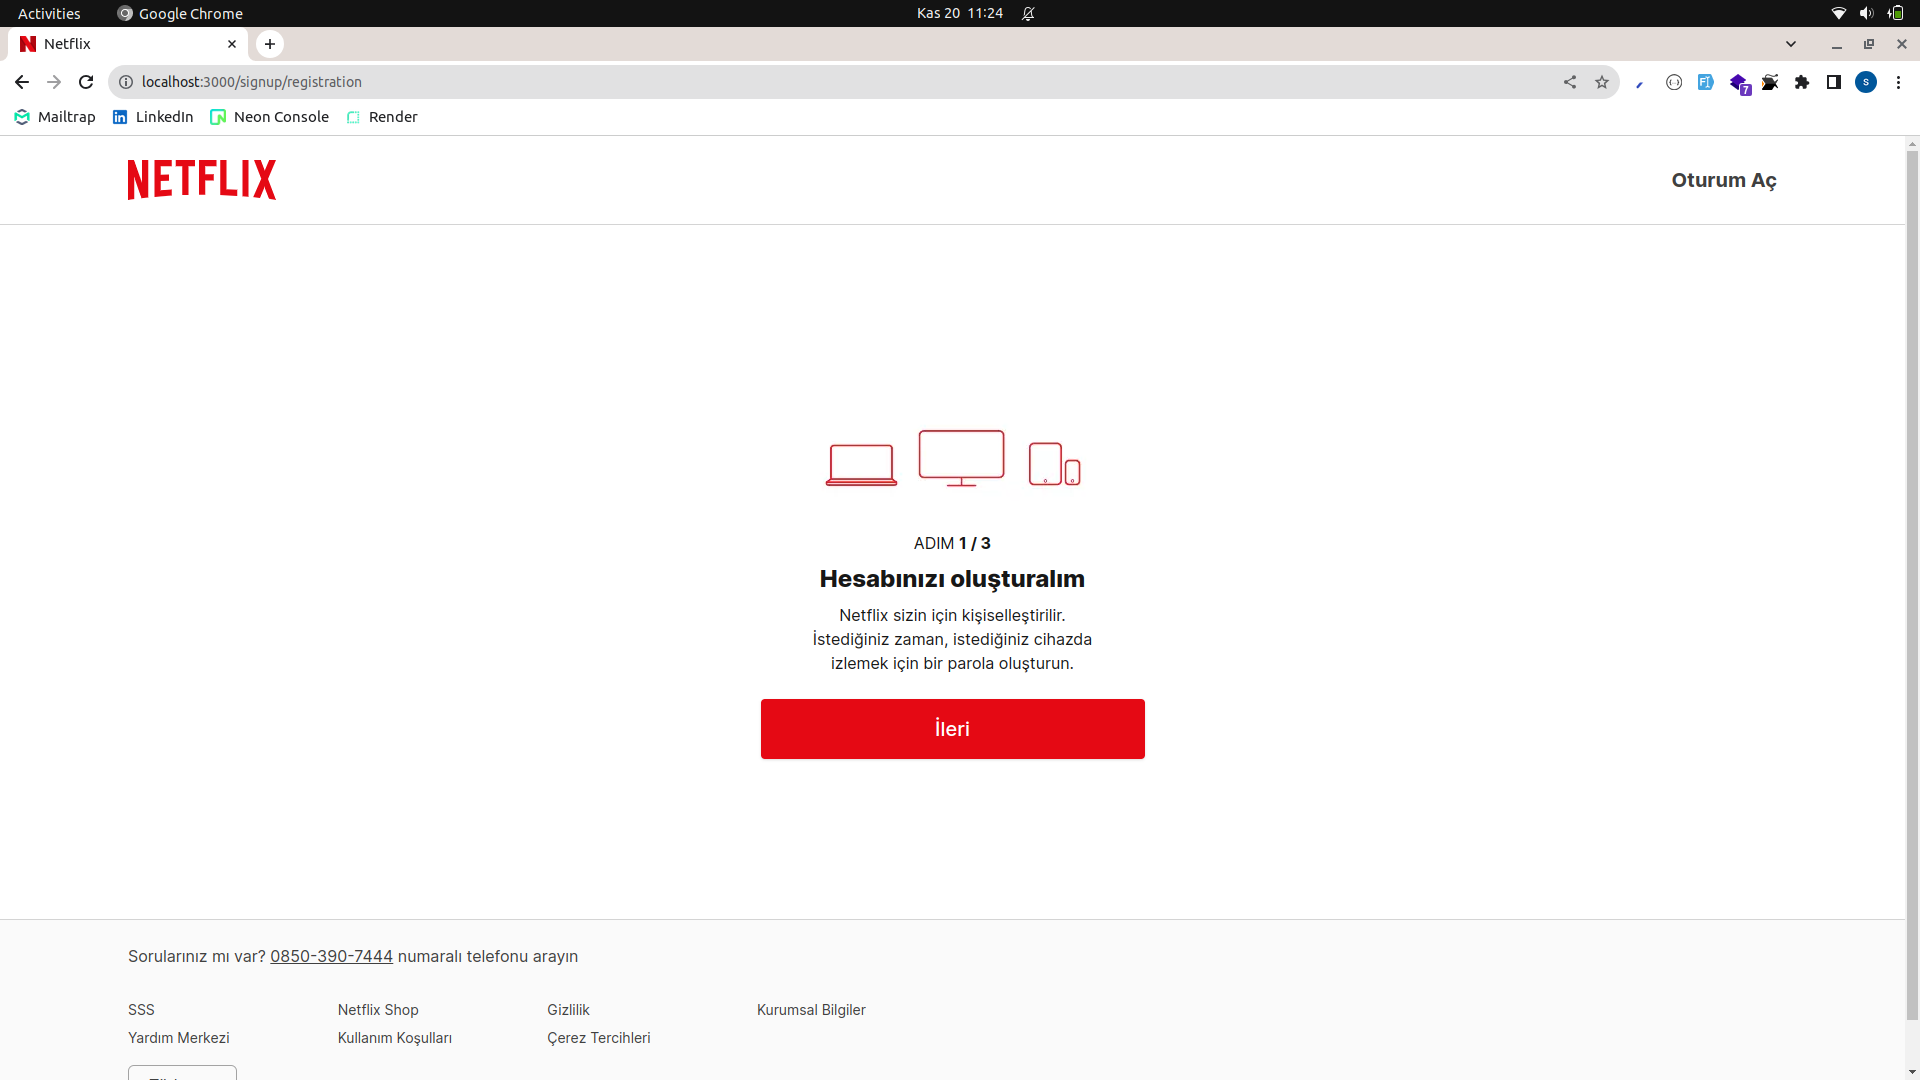 Activities
Google Chrome
Kas 20 11:24
Netflix
localhost:3000/signup/registration
7
S
Mailtrap
LinkedIn
Neon Console
Render
NETFLIX
Oturum Aç
ADIM 1 / 3
Hesabınızı oluşturalım
Netflix sizin için kişiselleştirilir.
İstediğiniz zaman, istediğiniz cihazda
izlemek için bir parola oluşturun.
İleri
Sorularınız mı var? 0850-390-7444 numaralı telefonu arayın
SSS
Netflix Shop
Gizlilik
Kurumsal Bilgiler
Yardım Merkezi
Kullanım Koşulları
Çerez Tercihleri